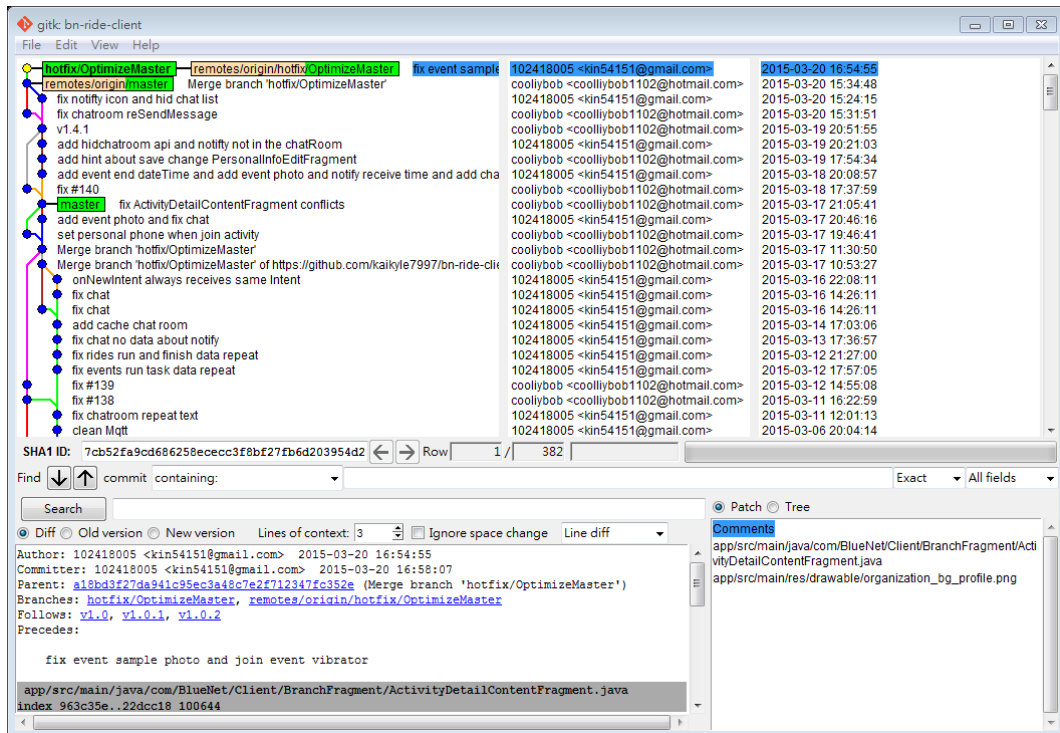 gitk: bn-ride-client
File Edit View Help
hotfix/OptimizeMaster remotes/origin/hotfix/OptimizeMaster fix event sample 102418005 <kin54151@gmail.com> 2015-03-20 16:54:55
remotes/origin/master Merge branch 'hotfix/OptimizeMaster' cooliybob <coolliybob1102@hotmail.com> 2015-03-20 15:34:48
fix notifty icon and hid chat list 102418005 <kin54151@gmail.com> 2015-03-20 15:24:15
fix chatroom reSendMessage cooliybob <coolliybob1102@hotmail.com> 2015-03-20 15:31:51
v1.4.1 cooliybob <coolliybob1102@hotmail.com> 2015-03-19 20:51:55
add hidchatroom api and notifty not in the chatRoom 102418005 <kin54151@gmail.com> 2015-03-19 20:21:03
add hint about save change PersonalInfoEditFragment cooliybob <coolliybob1102@hotmail.com> 2015-03-19 17:54:34
add event end dateTime and add event photo and notify receive time and add cha 102418005 <kin54151@gmail.com> 2015-03-18 20:08:57
fix #140 cooliybob <coolliybob1102@hotmail.com> 2015-03-18 17:37:59
master fix ActivityDetailContentFragment conflicts cooliybob <coolliybob1102@hotmail.com> 2015-03-17 21:05:41
add event photo and fix chat 102418005 <kin54151@gmail.com> 2015-03-17 20:46:16
set personal phone when join activity cooliybob <coolliybob1102@hotmail.com> 2015-03-17 19:46:41
Merge branch 'hotfix/OptimizeMaster' cooliybob <coolliybob1102@hotmail.com> 2015-03-17 11:30:50
Merge branch 'hotfix/OptimizeMaster' of https://github.com/kaikyle7997/bn-ride-clie cooliybob <coolliybob1102@hotmail.com> 2015-03-17 10:53:27
onNewIntent always receives same Intent 102418005 <kin54151@gmail.com> 2015-03-16 22:08:11
fix chat 102418005 <kin54151@gmail.com> 2015-03-16 14:26:11
fix chat 102418005 <kin54151@gmail.com> 2015-03-16 14:26:11
add cache chat room 102418005 <kin54151@gmail.com> 2015-03-14 17:03:06
fix chat no data about notify 102418005 <kin54151@gmail.com> 2015-03-13 17:36:57
fix rides run and finish data repeat 102418005 <kin54151@gmail.com> 2015-03-12 21:27:00
fix events run task data repeat 102418005 <kin54151@gmail.com> 2015-03-12 17:57:05
fix #139 cooliybob <coolliybob1102@hotmail.com> 2015-03-12 14:55:08
fix #138 cooliybob <coolliybob1102@hotmail.com> 2015-03-11 16:22:59
fix chatroom repeat text 102418005 <kin54151@gmail.com> 2015-03-11 12:01:13
clean Mqtt 102418005 <kin54151@gmail.com> 2015-03-06 20:04:14
SHA1 ID: 7cb52fa9cd686258ececc3f8bf27fb6d203954d2 Row 1 / 382
Find commit containing: Exact All fields
Search
Diff Old version New version Lines of context: 3 Ignore space change Line diff
Author: 102418005 <kin54151@gmail.com> 2015-03-20 16:54:55
Committer: 102418005 <kin54151@gmail.com> 2015-03-20 16:58:07
Parent: a18bd3f27da941c95ec3a48c7e2f712347fc352e (Merge branch 'hotfix/OptimizeMaster')
Branches: hotfix/OptimizeMaster, remotes/origin/hotfix/OptimizeMaster
Follows: v1.0, v1.0.1, v1.0.2
Precedes:
fix event sample photo and join event vibrator
app/src/main/java/com/BlueNet/Client/BranchFragment/ActivityDetailContentFragment.java
index 963c35e..22dcc18 100644
Patch Tree
Comments
app/src/main/java/com/BlueNet/Client/BranchFragment/Acti
vityDetailContentFragment.java
app/src/main/res/drawable/organization_bg_profile.png